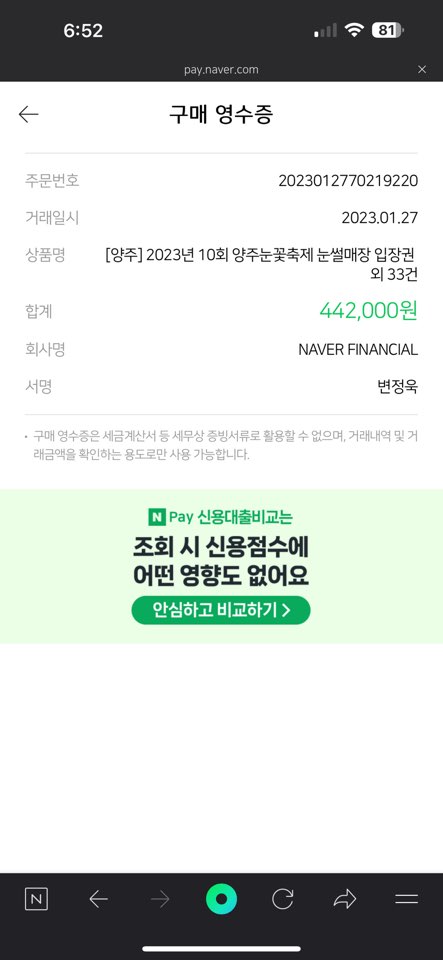 6:52
81
pay.naver.com
구매 영수증
주문번호 2023012770219220
거래일시 2023.01.27
상품명 [양주] 2023년 10회 양주눈꽃축제 눈썰매장 입장권
외 33건
합계 442,000원
회사명 NAVER FINANCIAL
서명 변정욱
• 구매 영수증은 세금계산서 등 세무상 증빙서류로 활용할 수 없으며, 거래내역 및 거
래금액을 확인하는 용도로만 사용 가능합니다.
N Pay 신용대출비교는
조회 시 신용점수에
어떤 영향도 없어요
안심하고 비교하기 >
N